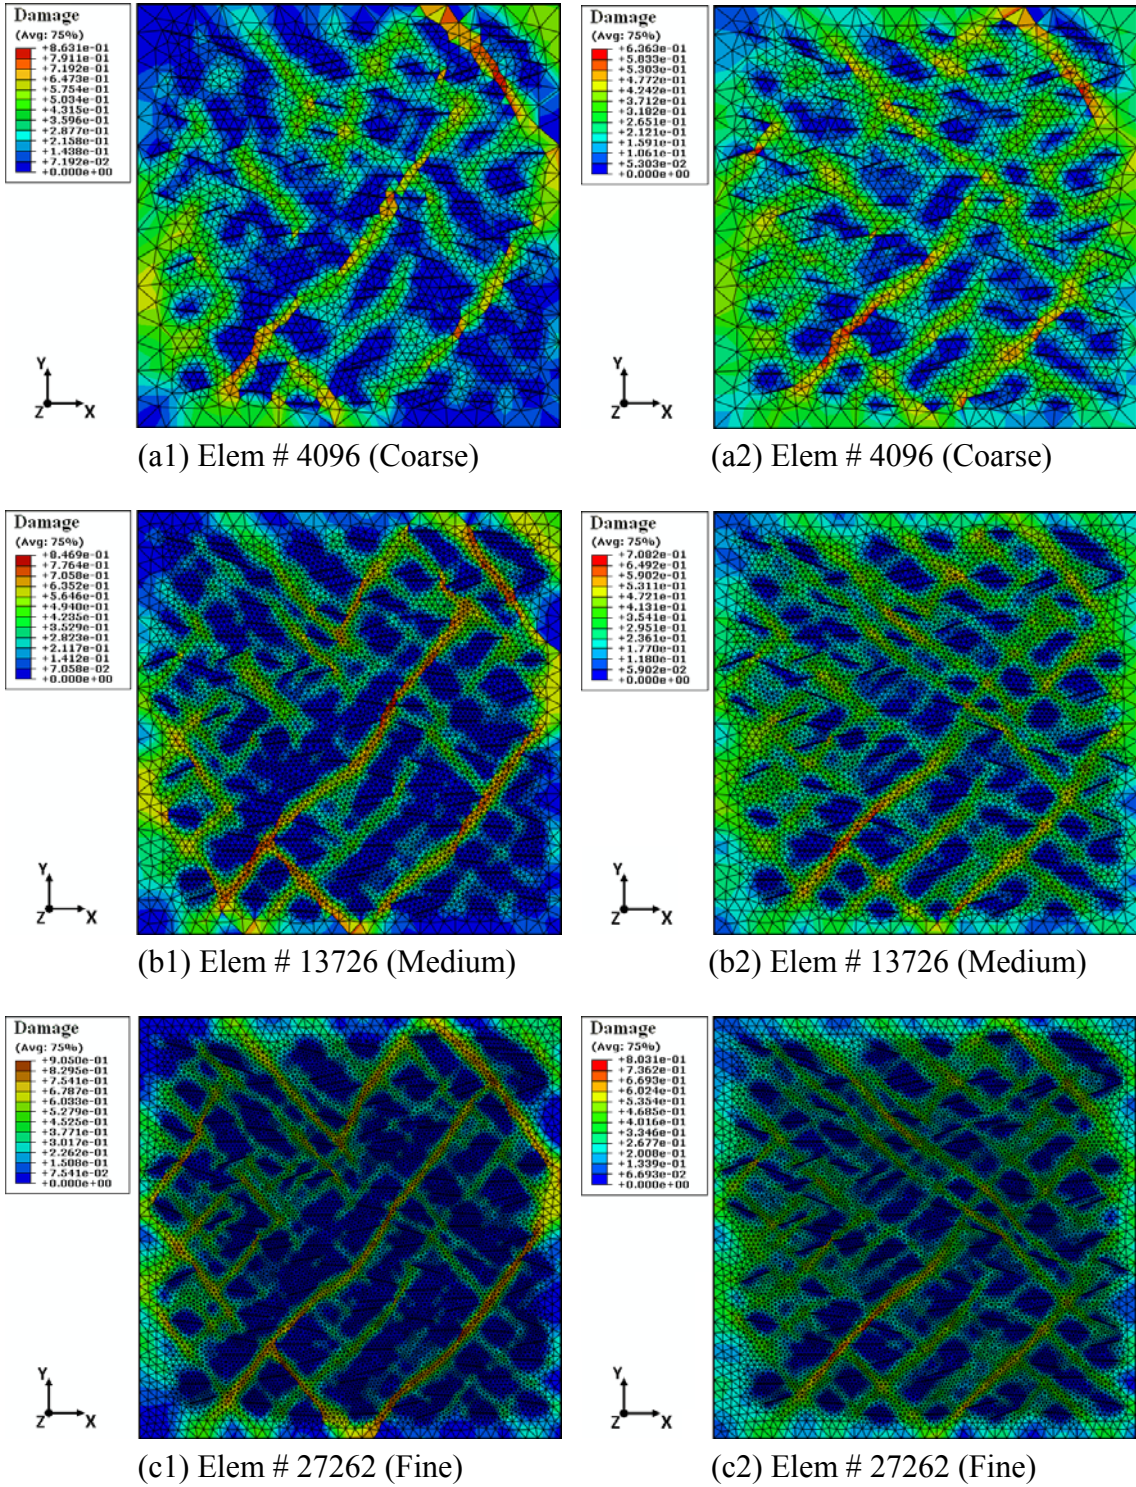 Damage
(Avg: 75%)
+8.631e-01
+7.911e-01
+7.192e-01
+6.473e-01
+5.754e-01
+5.034e-01
+4.315e-01
+3.596e-01
+2.877e-01
+2.158e-01
+1.438e-01
+7.192e-02
+0.000e+00
Y
Z X
(a1) Elem # 4096 (Coarse)
Damage
(Avg: 75%)
+6.363e-01
+5.833e-01
+5.303e-01
+4.772e-01
+4.242e-01
+3.712e-01
+3.182e-01
+2.651e-01
+2.121e-01
+1.591e-01
+1.061e-01
+5.303e-02
+0.000e+00
Y
Z X
(a2) Elem # 4096 (Coarse)
Damage
(Avg: 75%)
+8.469e-01
+7.764e-01
+7.058e-01
+6.352e-01
+5.646e-01
+4.940e-01
+4.235e-01
+3.529e-01
+2.823e-01
+2.117e-01
+1.412e-01
+7.058e-02
+0.000e+00
Y
Z X
(b1) Elem # 13726 (Medium)
Damage
(Avg: 75%)
+7.082e-01
+6.492e-01
+5.902e-01
+5.311e-01
+4.721e-01
+4.131e-01
+3.541e-01
+2.951e-01
+2.361e-01
+1.770e-01
+1.180e-01
+5.902e-02
+0.000e+00
Y
Z X
(b2) Elem # 13726 (Medium)
Damage
(Avg: 75%)
+9.050e-01
+8.295e-01
+7.541e-01
+6.787e-01
+6.033e-01
+5.279e-01
+4.525e-01
+3.771e-01
+3.017e-01
+2.262e-01
+1.508e-01
+7.541e-02
+0.000e+00
Y
Z X
(c1) Elem # 27262 (Fine)
Damage
(Avg: 75%)
+8.031e-01
+7.362e-01
+6.693e-01
+6.024e-01
+5.354e-01
+4.685e-01
+4.016e-01
+3.346e-01
+2.677e-01
+2.008e-01
+1.339e-01
+6.693e-02
+0.000e+00
Y
Z X
(c2) Elem # 27262 (Fine)